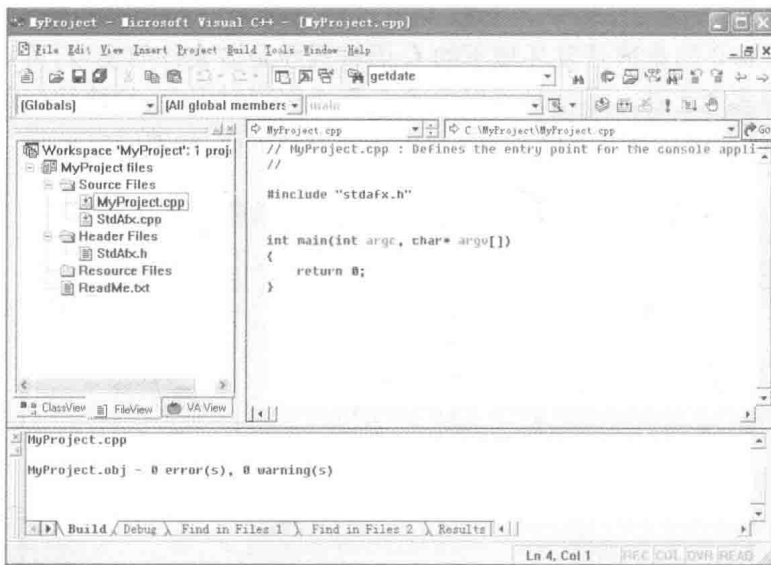 MyProject - Microsoft Visual C++ - [MyProject.cpp]
File Edit View Insert Project Build Tools Window Help
getdate
(Globals) (All global members main
MyProject.cpp C:\MyProject\MyProject.cpp Go
Workspace 'MyProject': 1 proj
MyProject files
Source Files
MyProject.cpp
StdAfx.cpp
Header Files
StdAfx.h
Resource Files
ReadMe.txt
ClassView FileView VA View
// MyProject.cpp : Defines the entry point for the console appli
//
#include "stdafx.h"
int main(int argc, char* argv[])
{
return 0;
}
MyProject.cpp
MyProject.obj - 0 error(s), 0 warning(s)
Build Debug Find in Files 1 Find in Files 2 Results
Ln 4, Col 1 REC COL OVR READ